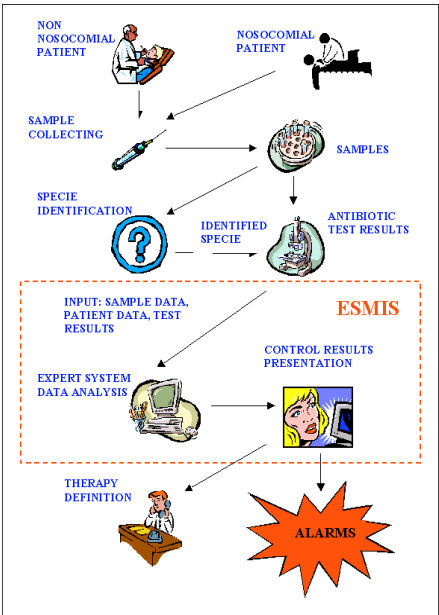 NON
NOSOCOMIAL
PATIENT
NOSOCOMIAL
PATIENT
SAMPLE
COLLECTING
SAMPLES
SPECIE
IDENTIFICATION
?
IDENTIFIED
SPECIE
ANTIBIOTIC
TEST RESULTS
INPUT: SAMPLE DATA,
PATIENT DATA, TEST
RESULTS
ESMIS
EXPERT SYSTEM
DATA ANALYSIS
CONTROL RESULTS
PRESENTATION
THERAPY
DEFINITION
ALARMS